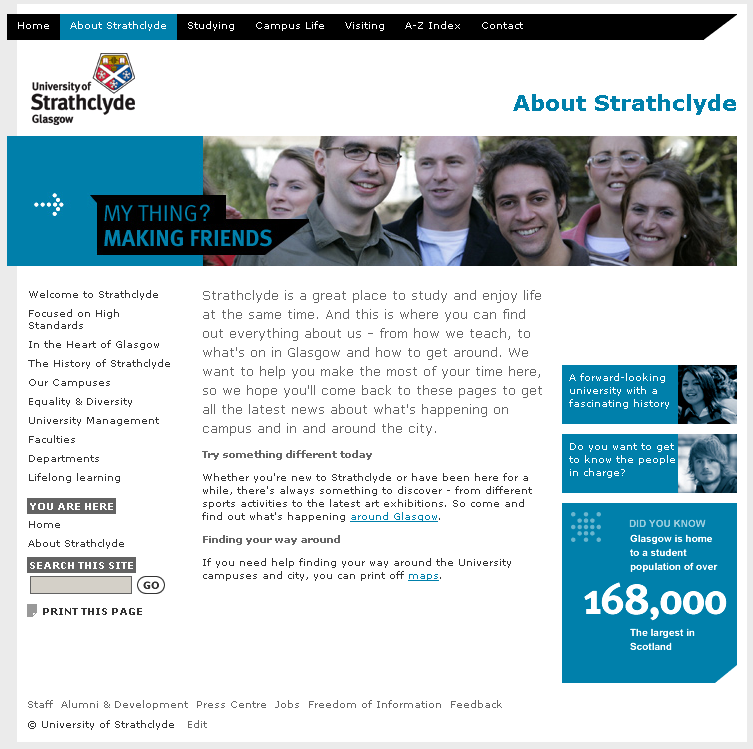 Home About Strathclyde Studying Campus Life Visiting A-Z Index Contact
University of
Strathclyde
Glasgow
About Strathclyde
MY THING?
MAKING FRIENDS
Welcome to Strathclyde
Focused on High
Standards
In the Heart of Glasgow
The History of Strathclyde
Our Campuses
Equality & Diversity
University Management
Faculties
Departments
Lifelong learning
YOU ARE HERE
Home
About Strathclyde
SEARCH THIS SITE
GO
PRINT THIS PAGE
Strathclyde is a great place to study and enjoy life
at the same time. And this is where you can find
out everything about us - from how we teach, to
what's on in Glasgow and how to get around. We
want to help you make the most of your time here,
so we hope you'll come back to these pages to get
all the latest news about what's happening on
campus and in and around the city.
Try something different today
Whether you're new to Strathclyde or have been here for a
while, there's always something to discover - from different
sports activities to the latest art exhibitions. So come and
find out what's happening around Glasgow.
Finding your way around
If you need help finding your way around the University
campuses and city, you can print off maps.
A forward-looking
university with a
fascinating history
Do you want to get
to know the people
in charge?
DID YOU KNOW
Glasgow is home
to a student
population of over
168,000
The largest in
Scotland
Staff Alumni & Development Press Centre Jobs Freedom of Information Feedback
© University of Strathclyde Edit